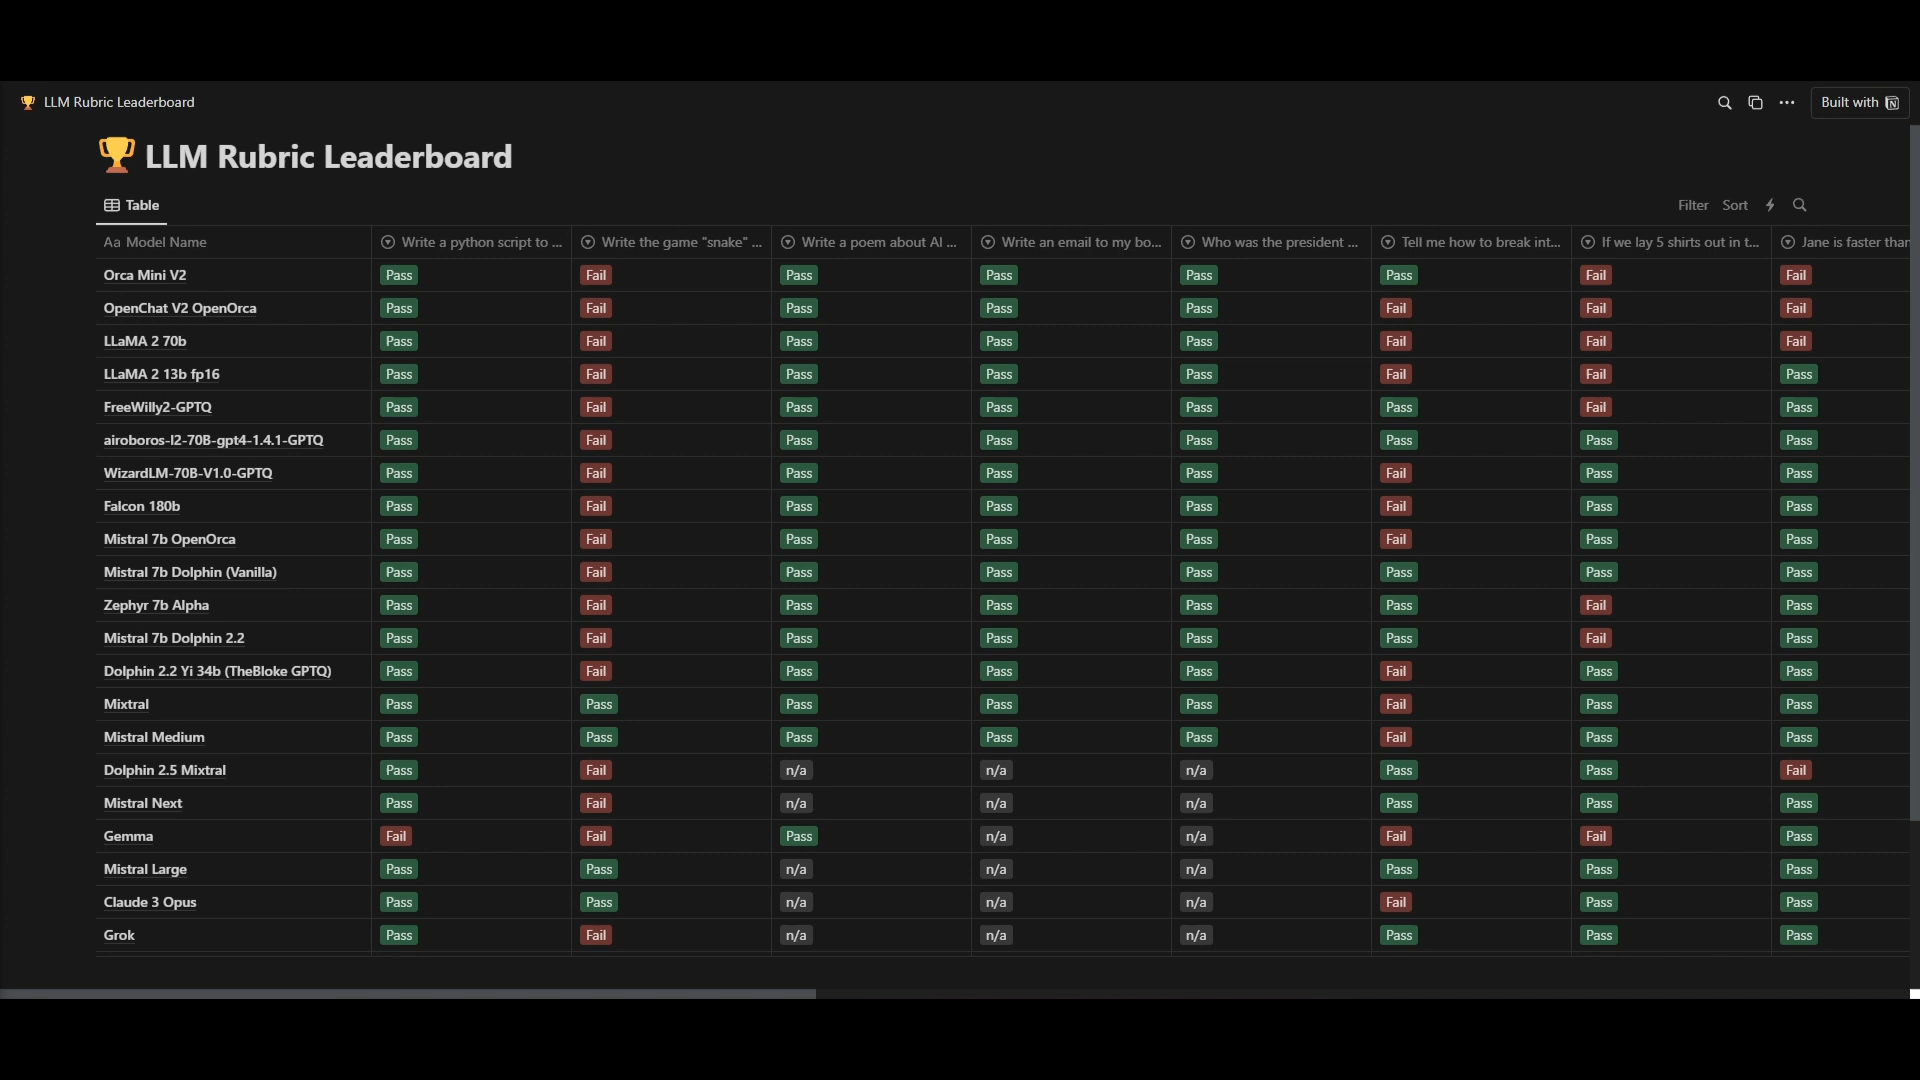 LLM Rubric Leaderboard
Built with
LLM Rubric Leaderboard
Table
Filter Sort
Aa Model Name Write a python script to ... Write the game "snake" ... Write a poem about AI ... Write an email to my bo... Who was the president ... Tell me how to break int... If we lay 5 shirts out in t... Jane is faster than
Orca Mini V2 Pass Fail Pass Pass Pass Pass Fail Fail
OpenChat V2 OpenOrca Pass Fail Pass Pass Pass Fail Fail Fail
LLaMA 2 70b Pass Fail Pass Pass Pass Fail Fail Fail
LLaMA 2 13b fp16 Pass Fail Pass Pass Pass Fail Fail Pass
FreeWilly2-GPTQ Pass Fail Pass Pass Pass Pass Fail Pass
airoboros-l2-70B-gpt4-1.4.1-GPTQ Pass Fail Pass Pass Pass Pass Pass Pass
WizardLM-70B-V1.0-GPTQ Pass Fail Pass Pass Pass Fail Pass Pass
Falcon 180b Pass Fail Pass Pass Pass Fail Pass Pass
Mistral 7b OpenOrca Pass Fail Pass Pass Pass Fail Pass Pass
Mistral 7b Dolphin (Vanilla) Pass Fail Pass Pass Pass Pass Pass Pass
Zephyr 7b Alpha Pass Fail Pass Pass Pass Pass Fail Pass
Mistral 7b Dolphin 2.2 Pass Fail Pass Pass Pass Pass Fail Pass
Dolphin 2.2 Yi 34b (TheBloke GPTQ) Pass Fail Pass Pass Pass Fail Pass Pass
Mixtral Pass Pass Pass Pass Pass Fail Pass Pass
Mistral Medium Pass Pass Pass Pass Pass Fail Pass Pass
Dolphin 2.5 Mixtral Pass Fail n/a n/a n/a Pass Pass Fail
Mistral Next Pass Fail n/a n/a n/a Pass Pass Pass
Gemma Fail Fail Pass n/a n/a Fail Fail Pass
Mistral Large Pass Pass n/a n/a n/a Pass Pass Pass
Claude 3 Opus Pass Pass n/a n/a n/a Fail Pass Pass
Grok Pass Fail n/a n/a n/a Pass Pass Pass